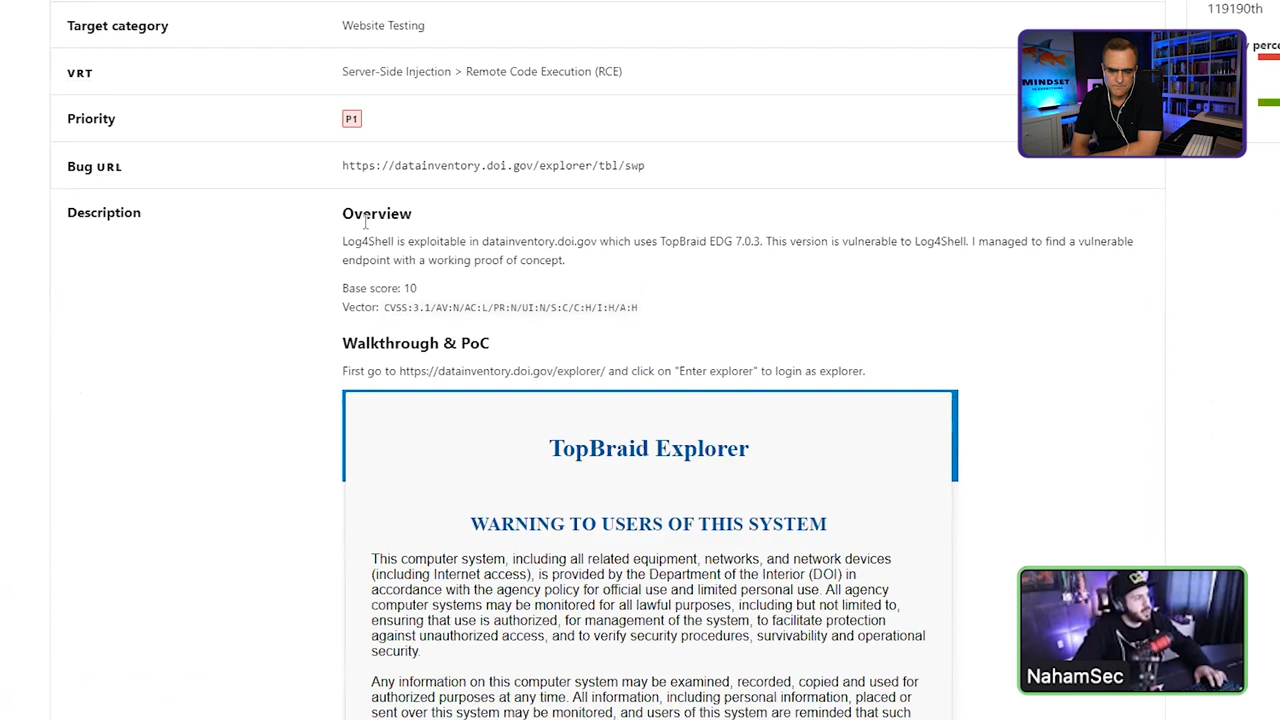 119190th
Target category
Website Testing
y perce
VRT
Server-Side Injection > Remote Code Execution (RCE)
MINDSET
Priority
P1
Bug URL
https://datainventory.doi.gov/explorer/tbl/swp
Description
Overview
Log4Shell is exploitable in datainventory.doi.gov which uses TopBraid EDG 7.0.3. This version is vulnerable to Log4Shell. I managed to find a vulnerable
endpoint with a working proof of concept.
Base score: 10
Vector: CVSS:3.1/AV:N/AC:L/PR:N/UI:N/S:C/C:H/I:H/A:H
Walkthrough & PoC
First go to https://datainventory.doi.gov/explorer/ and click on "Enter explorer" to login as explorer.
TopBraid Explorer
WARNING TO USERS OF THIS SYSTEM
This computer system, including all related equipment, networks, and network devices
(including Internet access), is provided by the Department of the Interior (DOI) in
accordance with the agency policy for official use and limited personal use. All agency
computer systems may be monitored for all lawful purposes, including but not limited to,
ensuring that use is authorized, for management of the system, to facilitate protection
against unauthorized access, and to verify security procedures, survivability and operational
security.
Any information on this computer system may be examined, recorded, copied and used for
authorized purposes at any time. All information, including personal information, placed or
sent over this system may be monitored, and users of this system are reminded that such
NahamSec